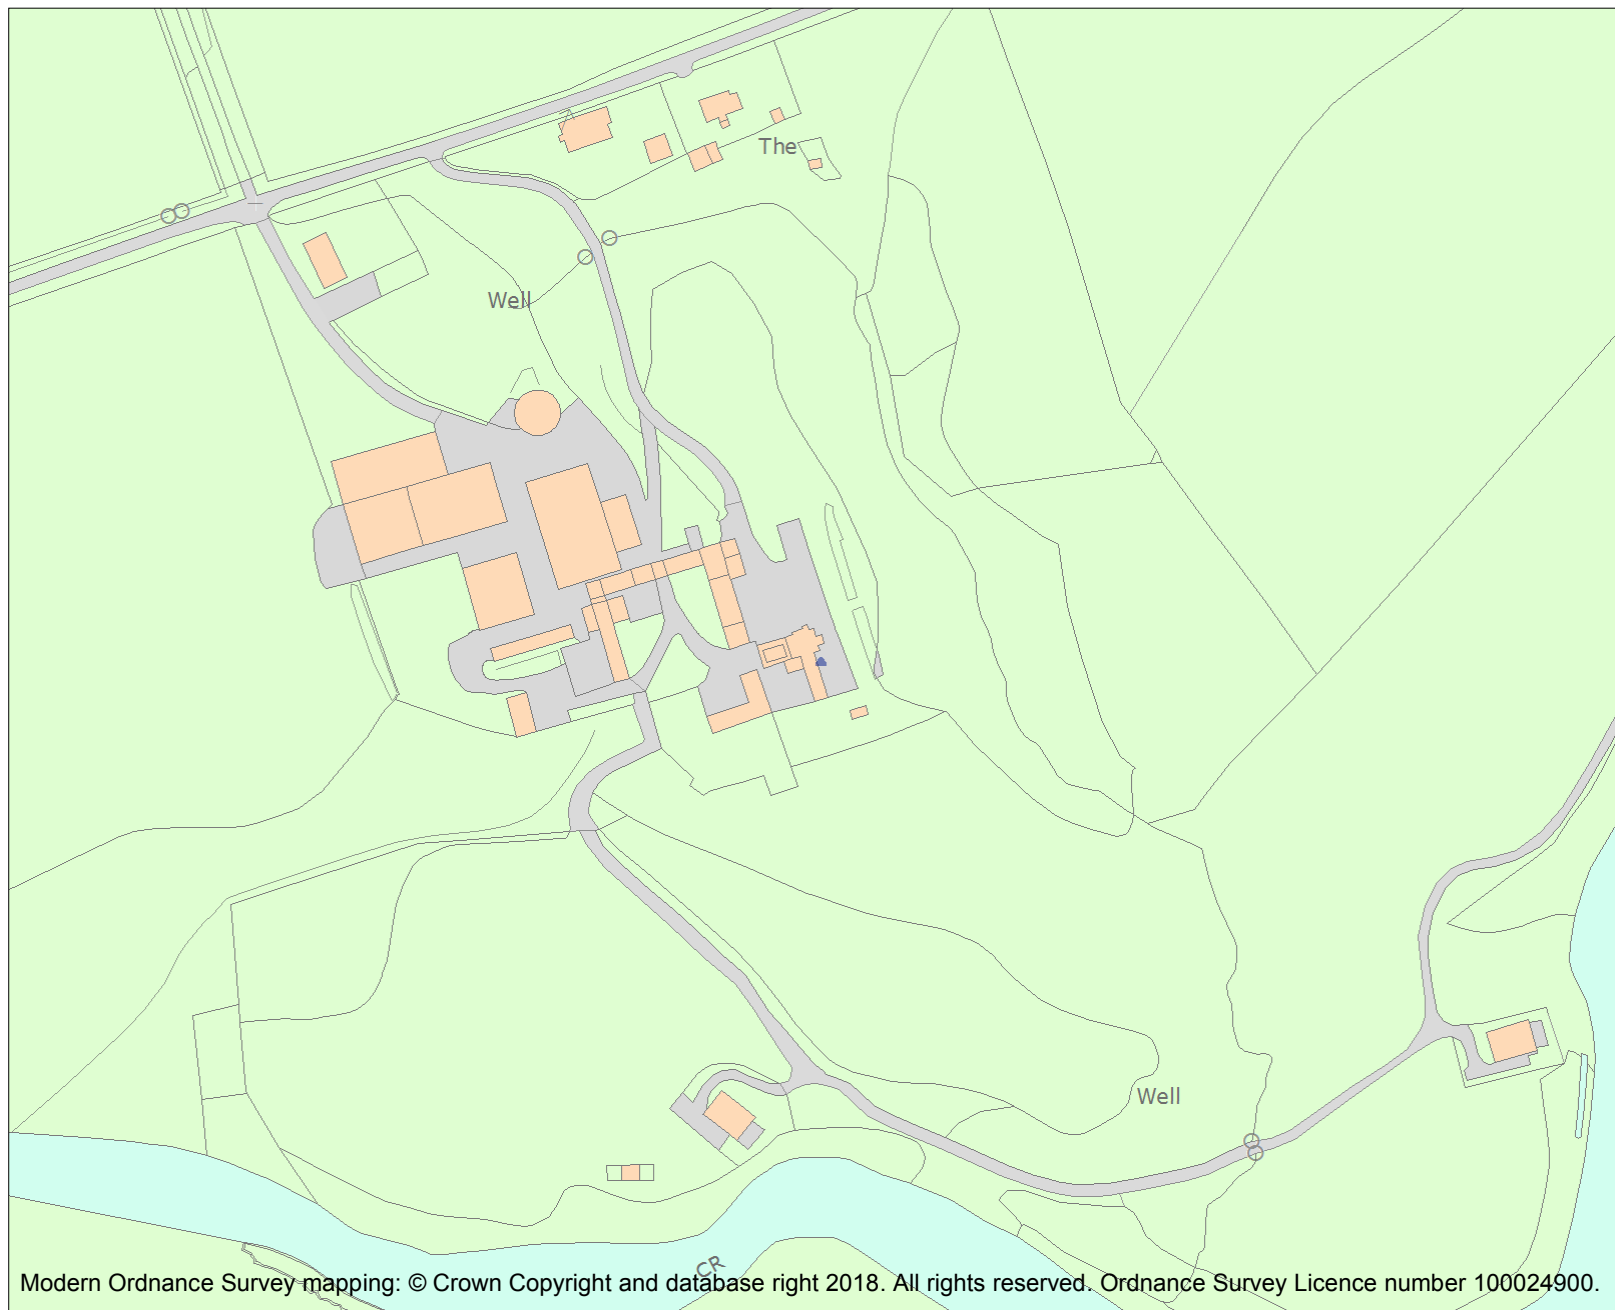 The
Well
Well
CR
Modern Ordnance Survey mapping: © Crown Copyright and database right 2018. All rights reserved. Ordnance Survey Licence number 100024900.